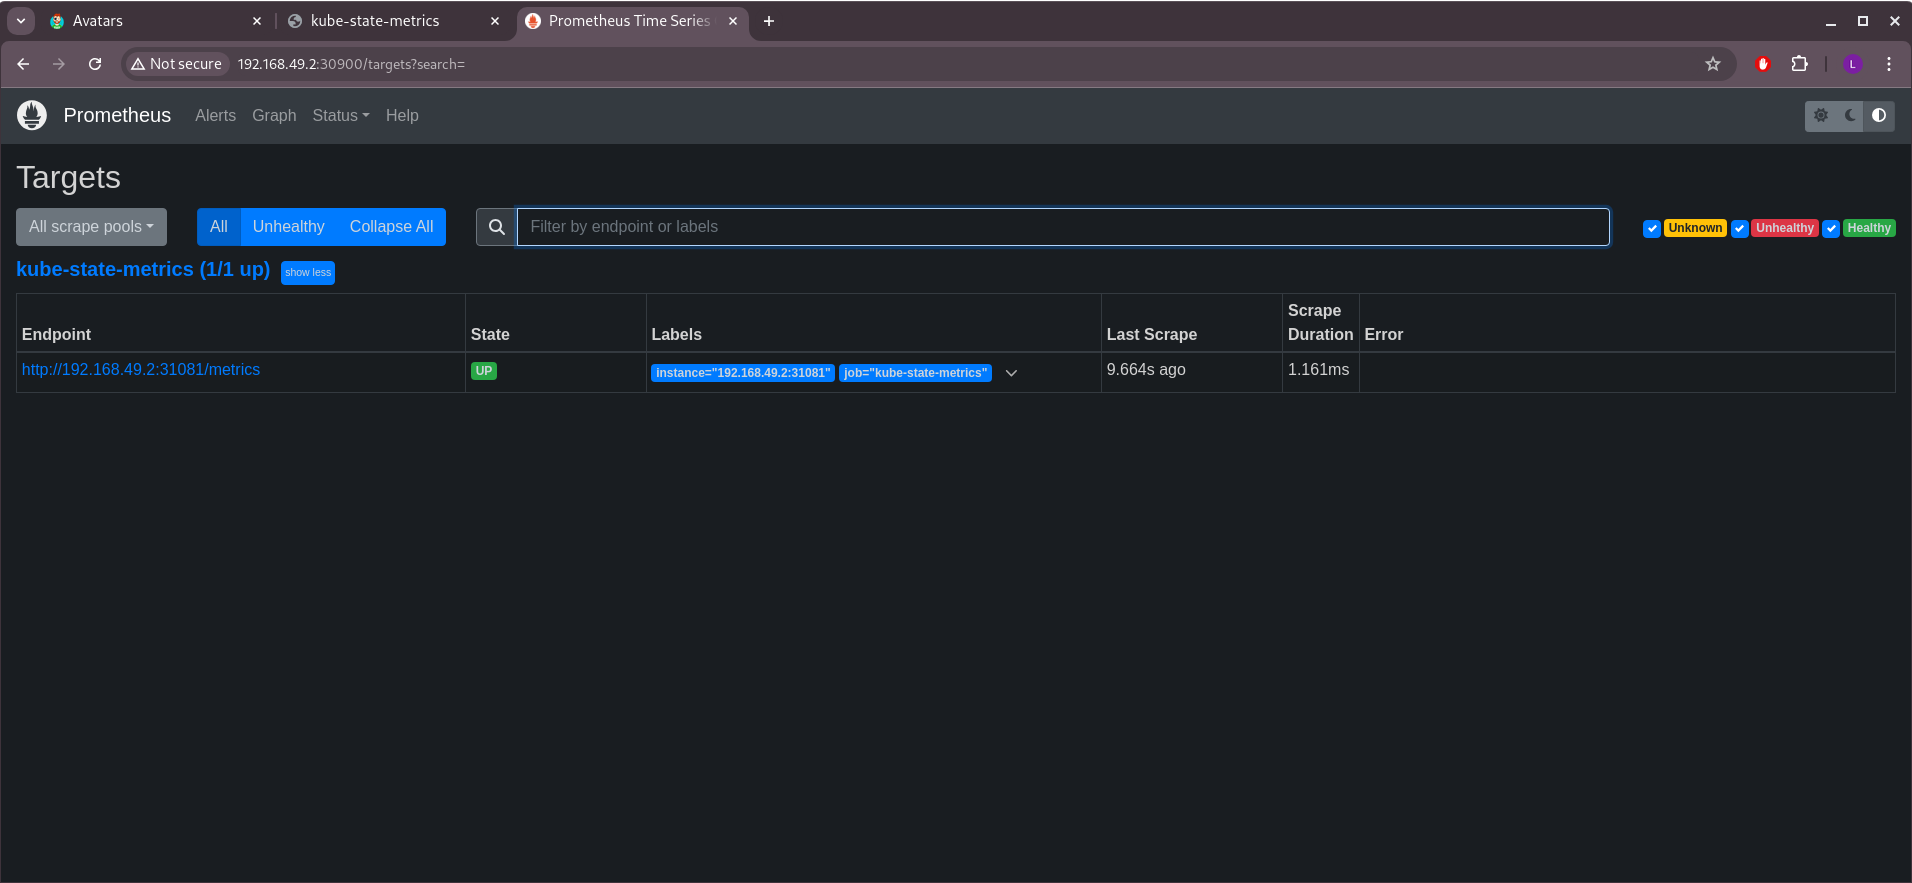 Avatars
kube-state-metrics
Prometheus Time Series
Not secure
192.168.49.2:30900/targets?search=
L
Prometheus Alerts Graph Status Help
Targets
All scrape pools
All Unhealthy Collapse All
Filter by endpoint or labels
Unknown Unhealthy Healthy
kube-state-metrics (1/1 up) show less
Endpoint State Labels Last Scrape Scrape Duration Error
http://192.168.49.2:31081/metrics UP instance="192.168.49.2:31081" job="kube-state-metrics" 9.664s ago 1.161ms